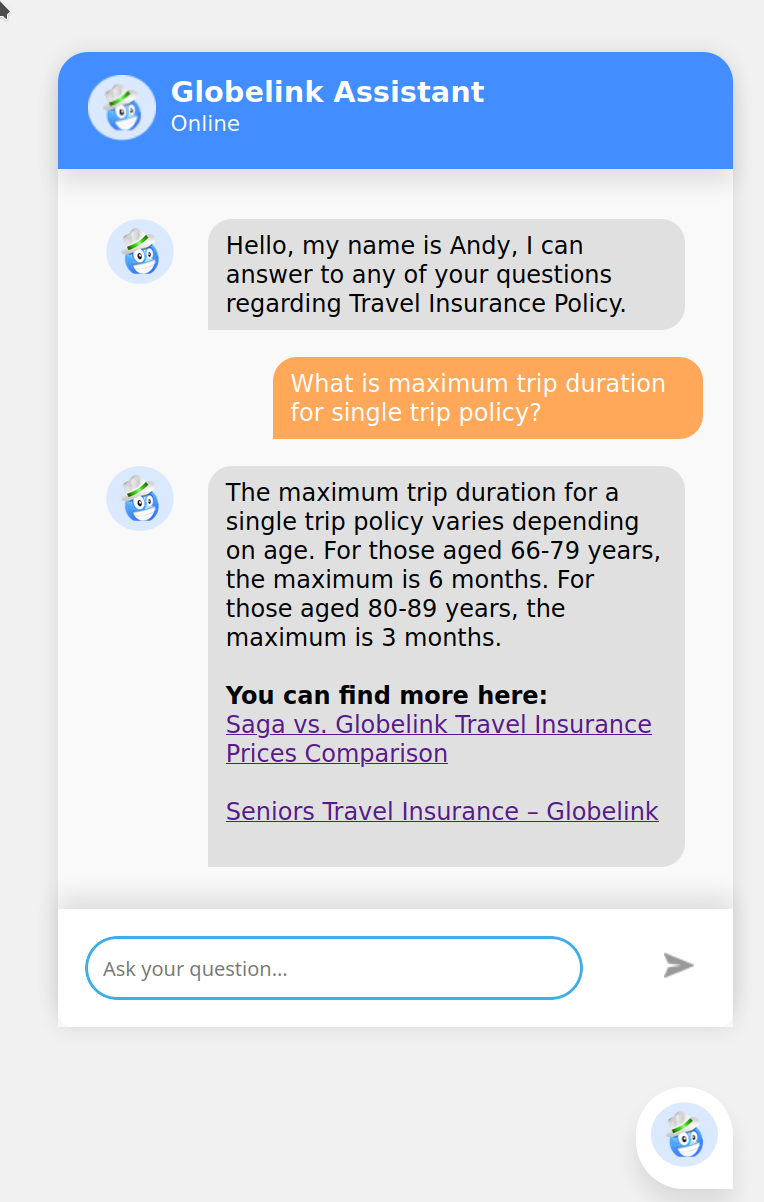 Globelink Assistant
Online
Hello, my name is Andy, I can
answer to any of your questions
regarding Travel Insurance Policy.
What is maximum trip duration
for single trip policy?
The maximum trip duration for a
single trip policy varies depending
on age. For those aged 66-79 years,
the maximum is 6 months. For
those aged 80-89 years, the
maximum is 3 months.
You can find more here:
Saga vs. Globelink Travel Insurance
Prices Comparison
Seniors Travel Insurance – Globelink
Ask your question...